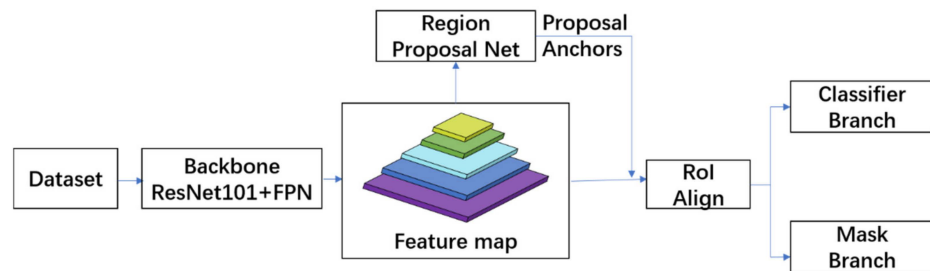 Region
Proposal Net
Proposal
Anchors
Classifier
Branch
Dataset
Backbone
ResNet101+FPN
Feature map
RoI
Align
Mask
Branch